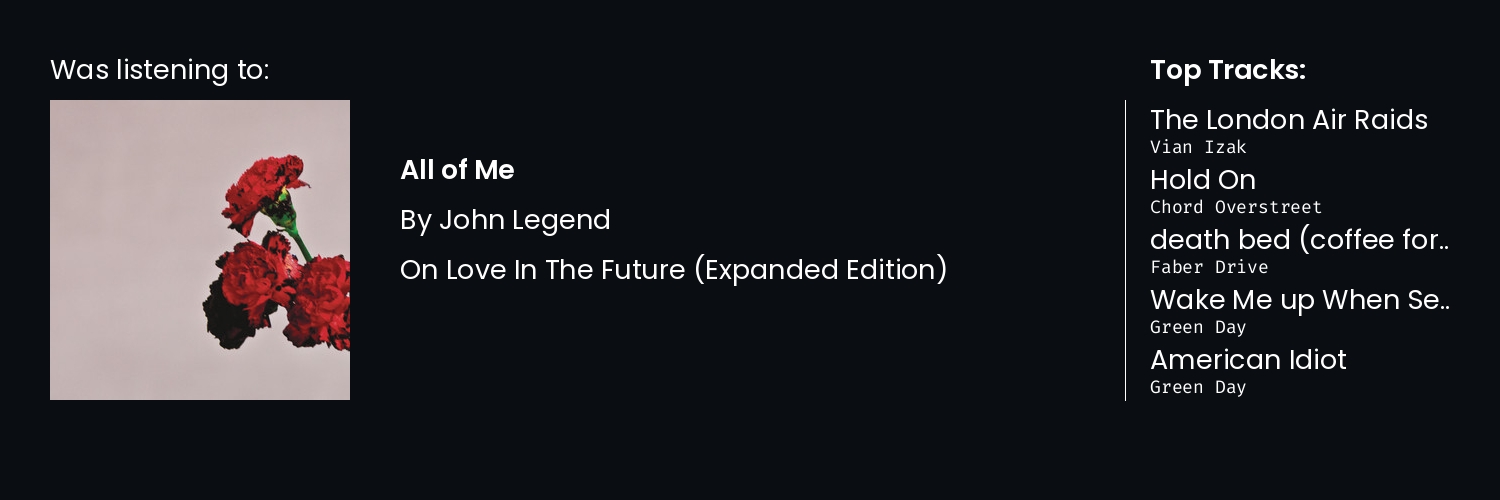 Was listening to:
All of Me
By John Legend
On Love In The Future (Expanded Edition)
Top Tracks:
The London Air Raids
Vian Izak
Hold On
Chord Overstreet
death bed (coffee for..
Faber Drive
Wake Me up When Se..
Green Day
American Idiot
Green Day